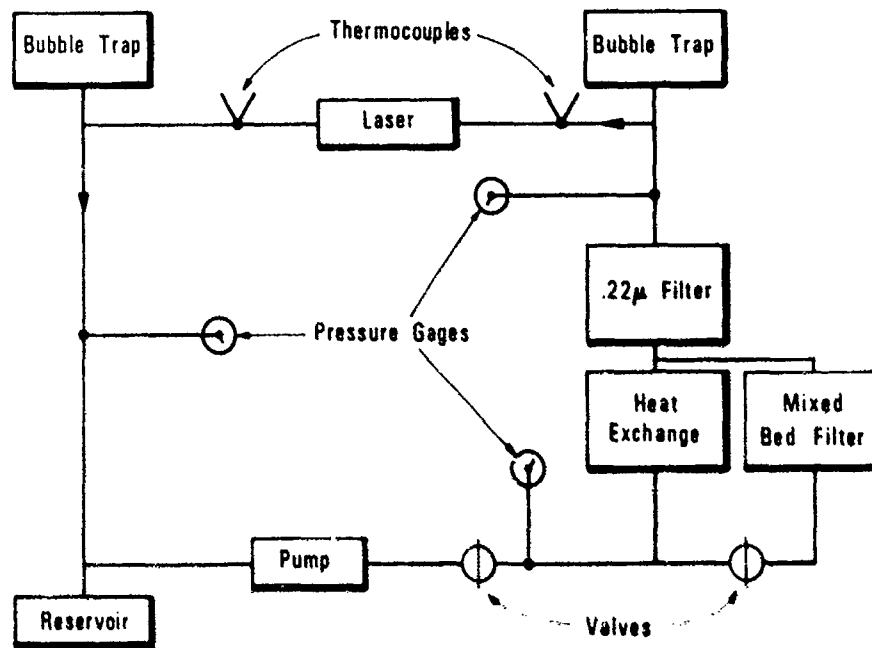 Bubble Trap
Thermocouples
Bubble Trap
Laser
.22μ Filter
Pressure Gages
Heat
Exchange
Mixed
Bed Filter
Pump
Reservoir
Valves